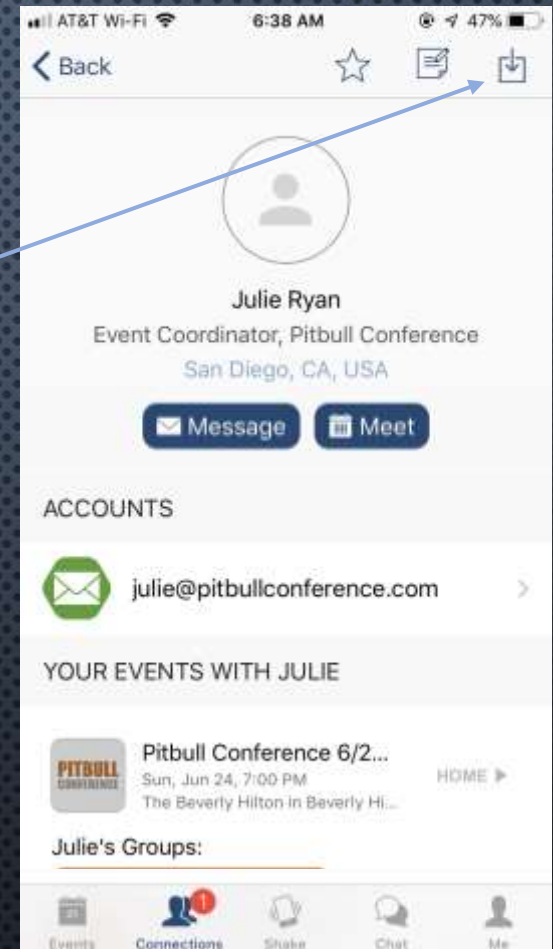 AT&T Wi-Fi 6:38 AM 47%
Back
Julie Ryan
Event Coordinator, Pitbull Conference
San Diego, CA, USA
Message Meet
ACCOUNTS
julie@pitbullconference.com
YOUR EVENTS WITH JULIE
Pitbull Conference 6/2...
PITBULL
CONFERENCE
Sun, Jun 24, 7:00 PM
HOME
The Beverly Hilton in Beverly Hi...
Julie's Groups:
1
Events Connections Shake Chat Me